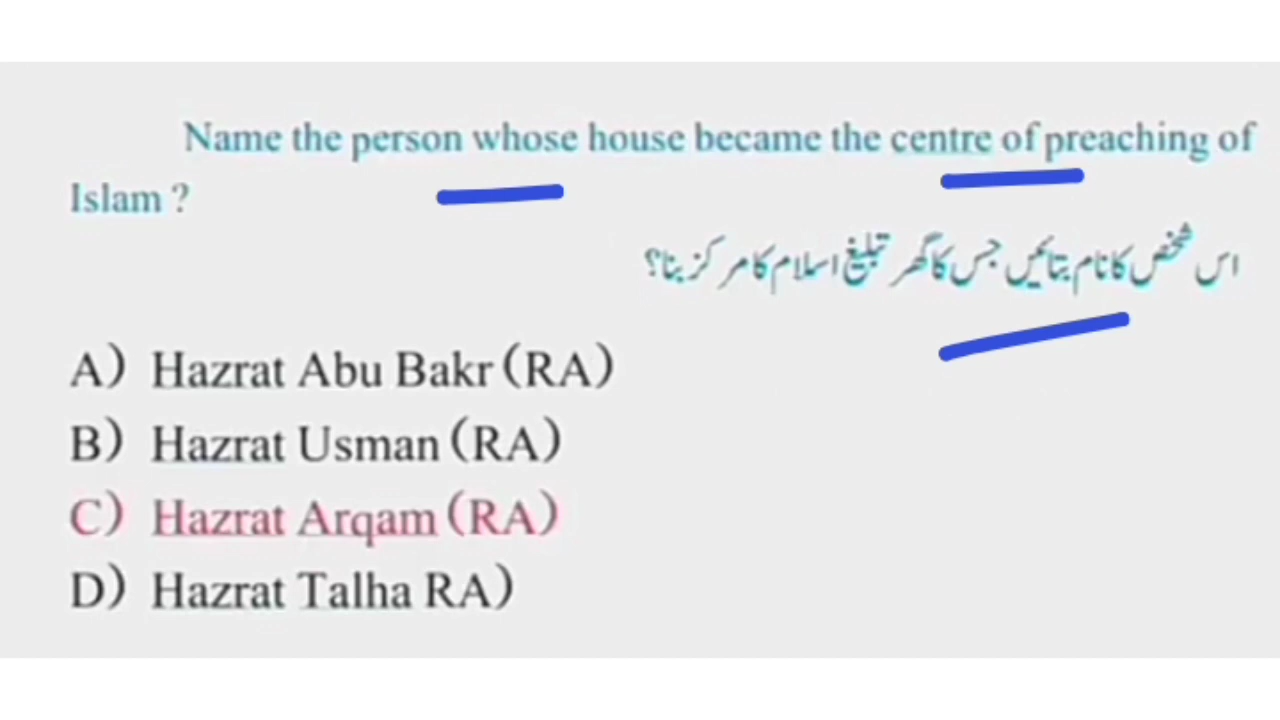 Name the person whose house became the centre of preaching of
Islam ?
اس شخص کا نام بتائیں جس کا گھر تبلیغ اسلام کا مرکز بنا؟
A) Hazrat Abu Bakr (RA)
B) Hazrat Usman (RA)
C) Hazrat Arqam (RA)
D) Hazrat Talha RA)